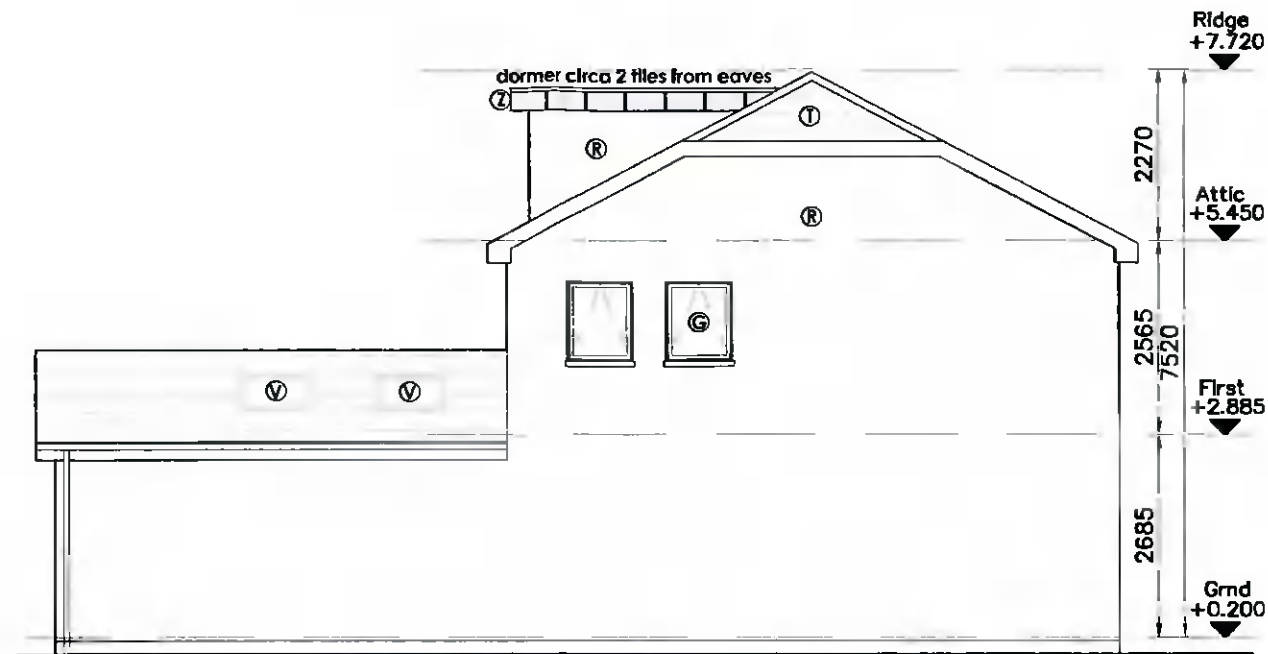 Ridge
+7.720
dormer circa 2 tiles from eaves
Z
T
R
2270
Attic
+5.450
R
G
2565
7520
V
V
First
+2.885
2685
Grnd
+0.200